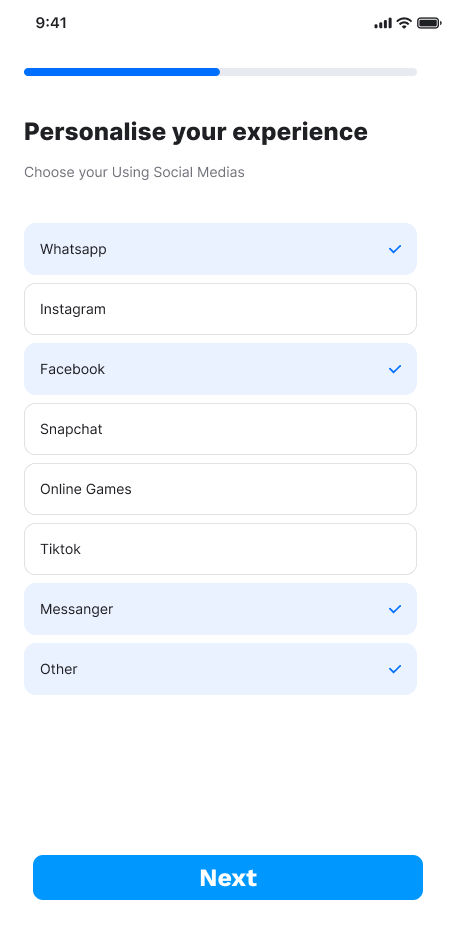 9:41
Personalise your experience
Choose your Using Social Medias
Whatsapp
Instagram
Facebook
Snapchat
Online Games
Tiktok
Messanger
Other
Next